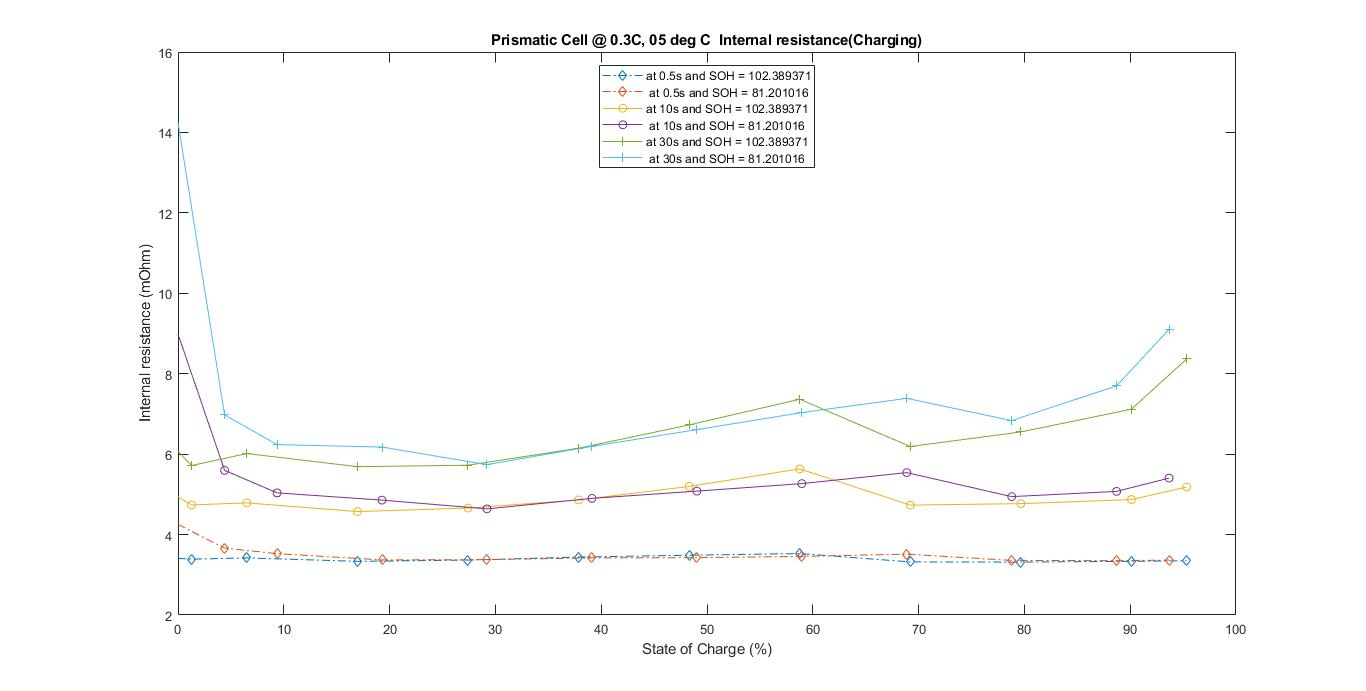 Prismatic Cell @ 0.3C, 05 deg C  Internal resistance(Charging)
16
14
12
10
8
6
4
2
Internal resistance (mOhm)
at 0.5s and SOH = 102.389371
at 0.5s and SOH = 81.201016
at 10s and SOH = 102.389371
at 10s and SOH = 81.201016
at 30s and SOH = 102.389371
at 30s and SOH = 81.201016
0 10 20 30 40 50 60 70 80 90 100
State of Charge (%)